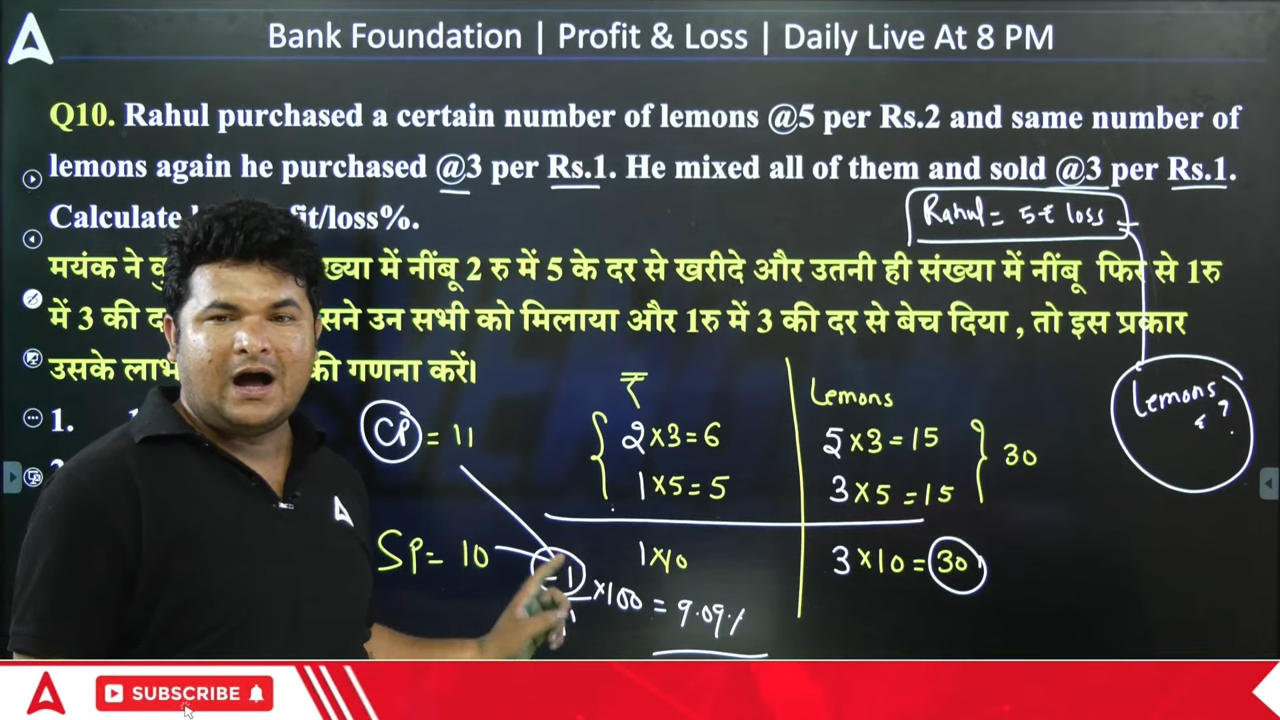 Bank Foundation | Profit & Loss | Daily Live At 8 PM
Q10. Rahul purchased a certain number of lemons @5 per Rs.2 and same number of
lemons again he purchased @3 per Rs.1. He mixed all of them and sold @3 per Rs.1.
Calculate fit/loss%.
Rahul = 5₹ loss
मयंक ने ख्या में नींबू 2 रु में 5 के दर से खरीदे और उतनी ही संख्या में नींबू फिर से 1रु
में 3 की सने उन सभी को मिलाया और 1रु में 3 की दर से बेच दिया , तो इस प्रकार
उसके लाभ की गणना करें।
₹ Lemons
Lemons ?
1.
CP = 11 2×3=6 5×3=15 30
1×5=5 3×5=15
SP= 10 1×10 3×10=30
-1/11 ×100 = 9.09%
SUBSCRIBE